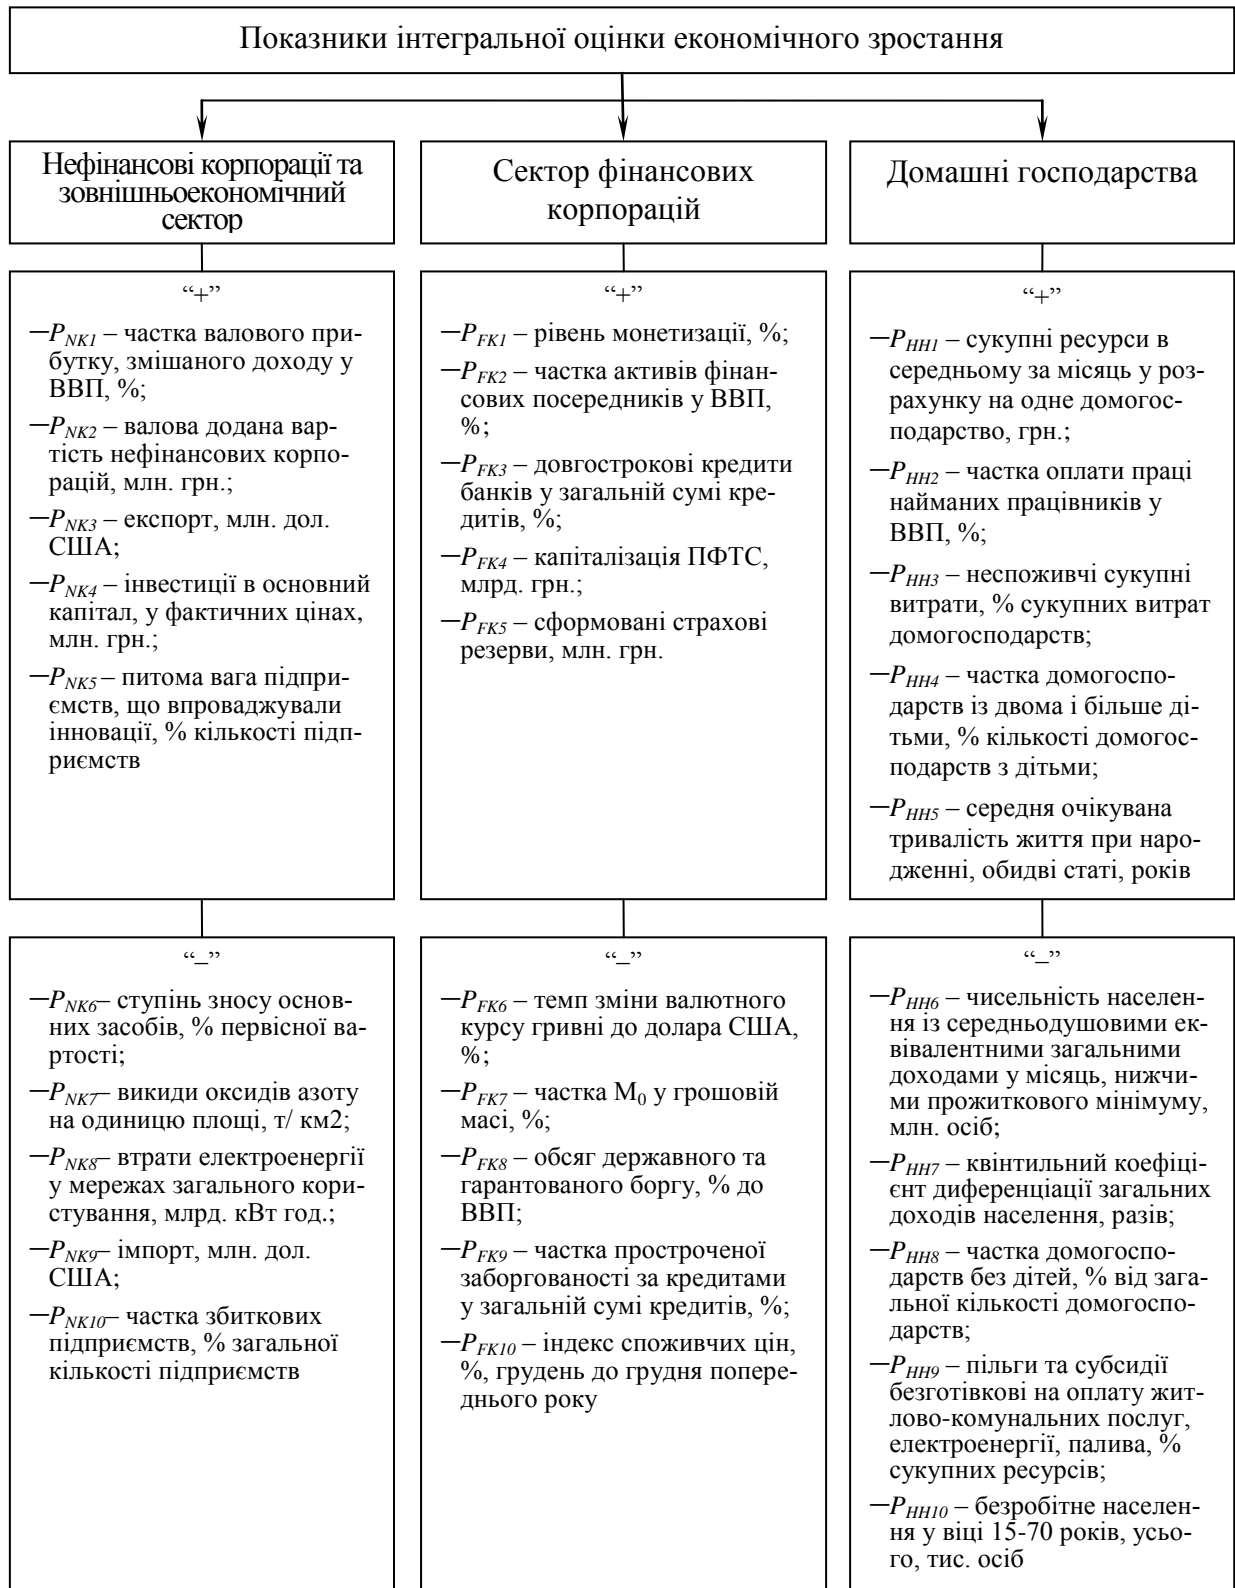 Показники інтегральної оцінки економічного зростання
Нефінансові корпорації та
зовнішньоекономічний
сектор
Сектор фінансових
корпорацій
Домашні господарства
“+”
—P_NK1 – частка валового при-
бутку, змішаного доходу у
ВВП, %;
—P_NK2 – валова додана вар-
тість нефінансових корпо-
рацій, млн. грн.;
—P_NK3 – експорт, млн. дол.
США;
—P_NK4 – інвестиції в основний
капітал, у фактичних цінах,
млн. грн.;
—P_NK5 – питома вага підпри-
ємств, що впроваджували
інновації, % кількості підп-
риємств
“+”
—P_FK1 – рівень монетизації, %;
—P_FK2 – частка активів фінан-
сових посередників у ВВП,
%;
—P_FK3 – довгострокові кредити
банків у загальній сумі кре-
дитів, %;
—P_FK4 – капіталізація ПФТС,
млрд. грн.;
—P_FK5 – сформовані страхові
резерви, млн. грн.
“+”
—P_HH1 – сукупні ресурси в
середньому за місяць у роз-
рахунку на одне домогос-
подарство, грн.;
—P_HH2 – частка оплати праці
найманих працівників у
ВВП, %;
—P_HH3 – неспоживчі сукупні
витрати, % сукупних витрат
домогосподарств;
—P_HH4 – частка домогоспо-
дарств із двома і більше ді-
тьми, % кількості домогос-
подарств з дітьми;
—P_HH5 – середня очікувана
тривалість життя при наро-
дженні, обидві статі, років
“–”
—P_NK6– ступінь зносу основ-
них засобів, % первісної ва-
ртості;
—P_NK7– викиди оксидів азоту
на одиницю площі, т/ км2;
—P_NK8– втрати електроенергії
у мережах загального кори-
стування, млрд. кВт год.;
—P_NK9– імпорт, млн. дол.
США;
—P_NK10– частка збиткових
підприємств, % загальної
кількості підприємств
“–”
—P_FK6 – темп зміни валютного
курсу гривні до долара США,
%;
—P_FK7 – частка М₀ у грошовій
масі, %;
—P_FK8 – обсяг державного та
гарантованого боргу, % до
ВВП;
—P_FK9 – частка простроченої
заборгованості за кредитами
у загальній сумі кредитів, %;
—P_FK10 – індекс споживчих цін,
%, грудень до грудня попере-
днього року
“–”
—P_HH6 – чисельність населен-
ня із середньодушовими ек-
вівалентними загальними
доходами у місяць, нижчи-
ми прожиткового мінімуму,
млн. осіб;
—P_HH7 – квінтильний коефіці-
єнт диференціації загальних
доходів населення, разів;
—P_HH8 – частка домогоспо-
дарств без дітей, % від зага-
льної кількості домогоспо-
дарств;
—P_HH9 – пільги та субсидії
безготівкові на оплату жит-
лово-комунальних послуг,
електроенергії, палива, %
сукупних ресурсів;
—P_HH10 – безробітне населен-
ня у віці 15-70 років, усьо-
го, тис. осіб